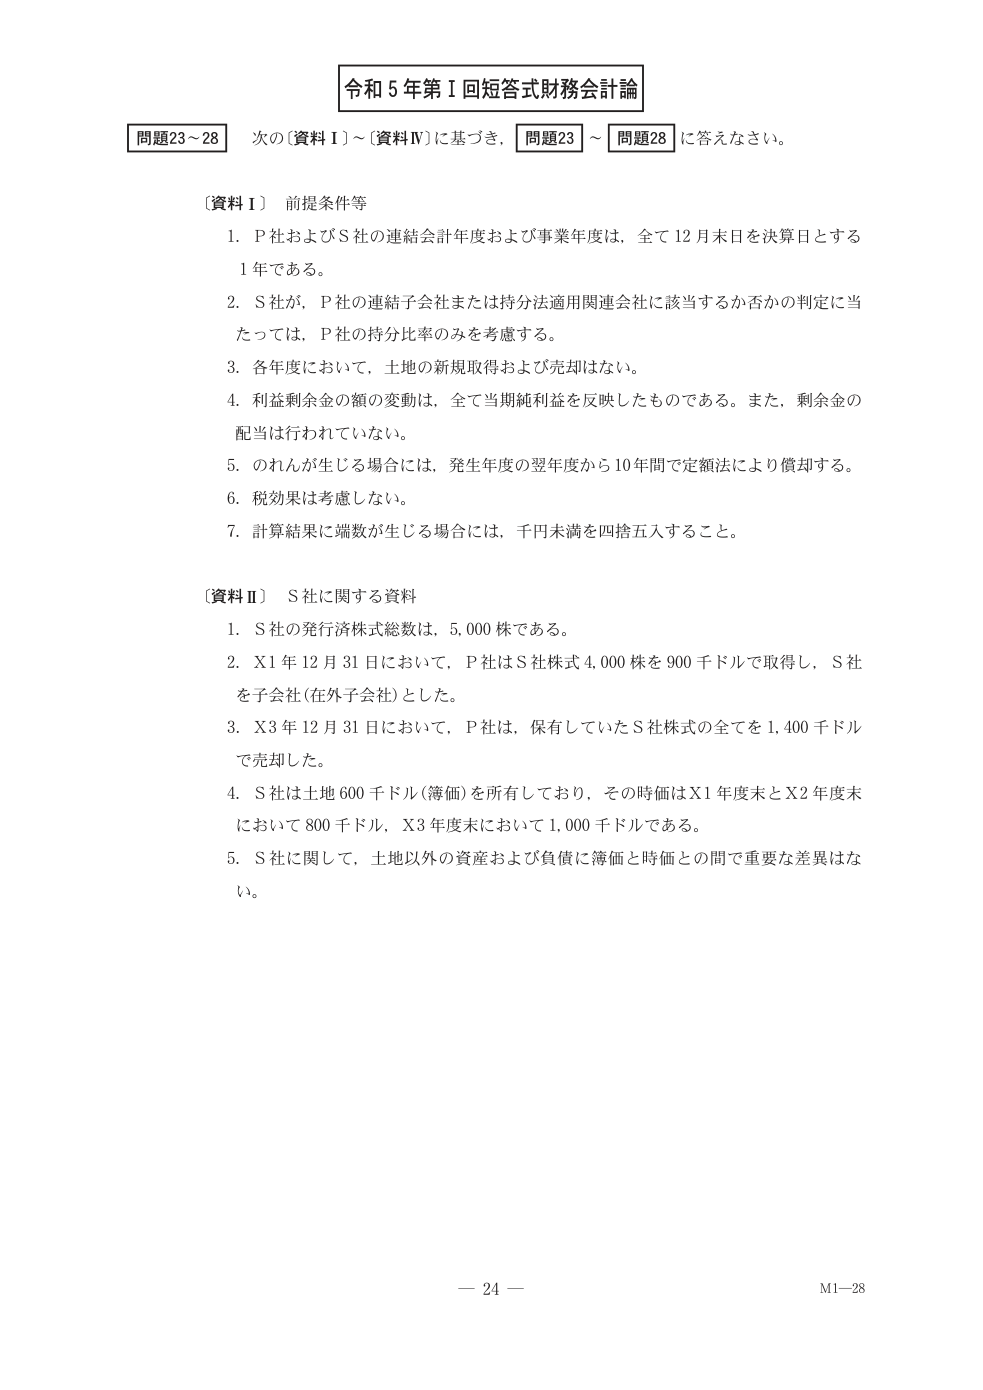 令和5年第Ⅰ回短答式財務会計論
問題23～28 次の〔資料Ⅰ〕～〔資料Ⅳ〕に基づき，問題23～問題28に答えなさい。
〔資料Ⅰ〕 前提条件等
1．Ｐ社およびＳ社の連結会計年度および事業年度は，全て12月末日を決算日とする
1年である。
2．Ｓ社が，Ｐ社の連結子会社または持分法適用関連会社に該当するか否かの判定に当
たっては，Ｐ社の持分比率のみを考慮する。
3．各年度において，土地の新規取得および売却はない。
4．利益剰余金の額の変動は，全て当期純利益を反映したものである。また，剰余金の
配当は行われていない。
5．のれんが生じる場合には，発生年度の翌年度から10年間で定額法により償却する。
6．税効果は考慮しない。
7．計算結果に端数が生じる場合には，千円未満を四捨五入すること。
〔資料Ⅱ〕 Ｓ社に関する資料
1．Ｓ社の発行済株式総数は，5,000株である。
2．Ｘ1年12月31日において，Ｐ社はＳ社株式4,000株を900千ドルで取得し，Ｓ社
を子会社(在外子会社)とした。
3．Ｘ3年12月31日において，Ｐ社は，保有していたＳ社株式の全てを1,400千ドル
で売却した。
4．Ｓ社は土地600千ドル(簿価)を所有しており，その時価はＸ1年度末とＸ2年度末
において800千ドル，Ｘ3年度末において1,000千ドルである。
5．Ｓ社に関して，土地以外の資産および負債に簿価と時価との間で重要な差異はな
い。
― 24 ―
M1―28